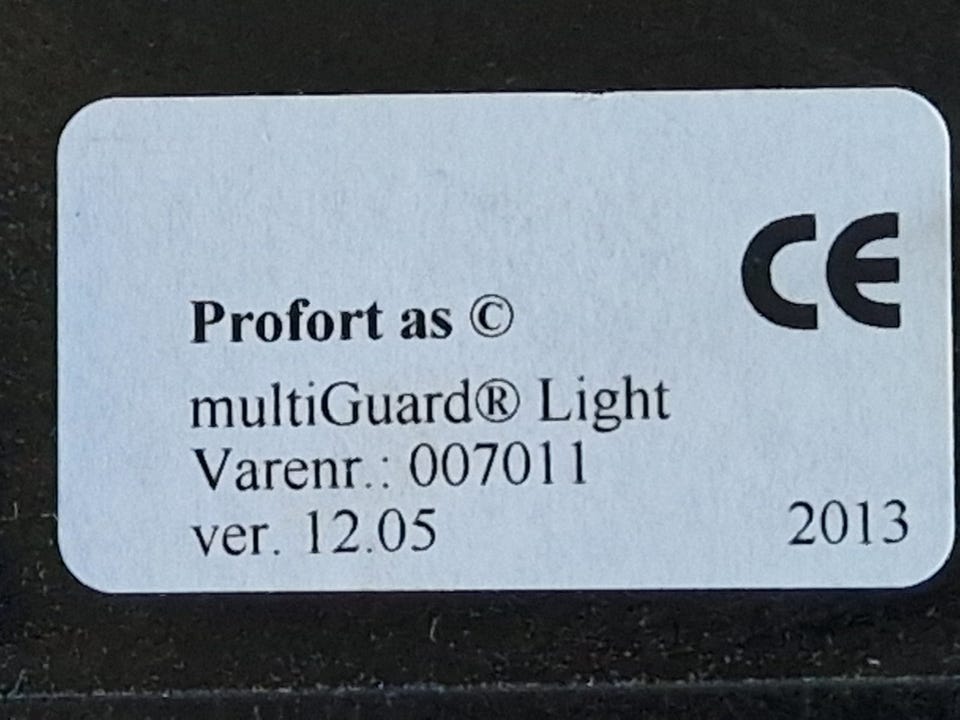 CE
Profort as ©
multiGuard® Light
Varenr.: 007011
ver. 12.05 2013